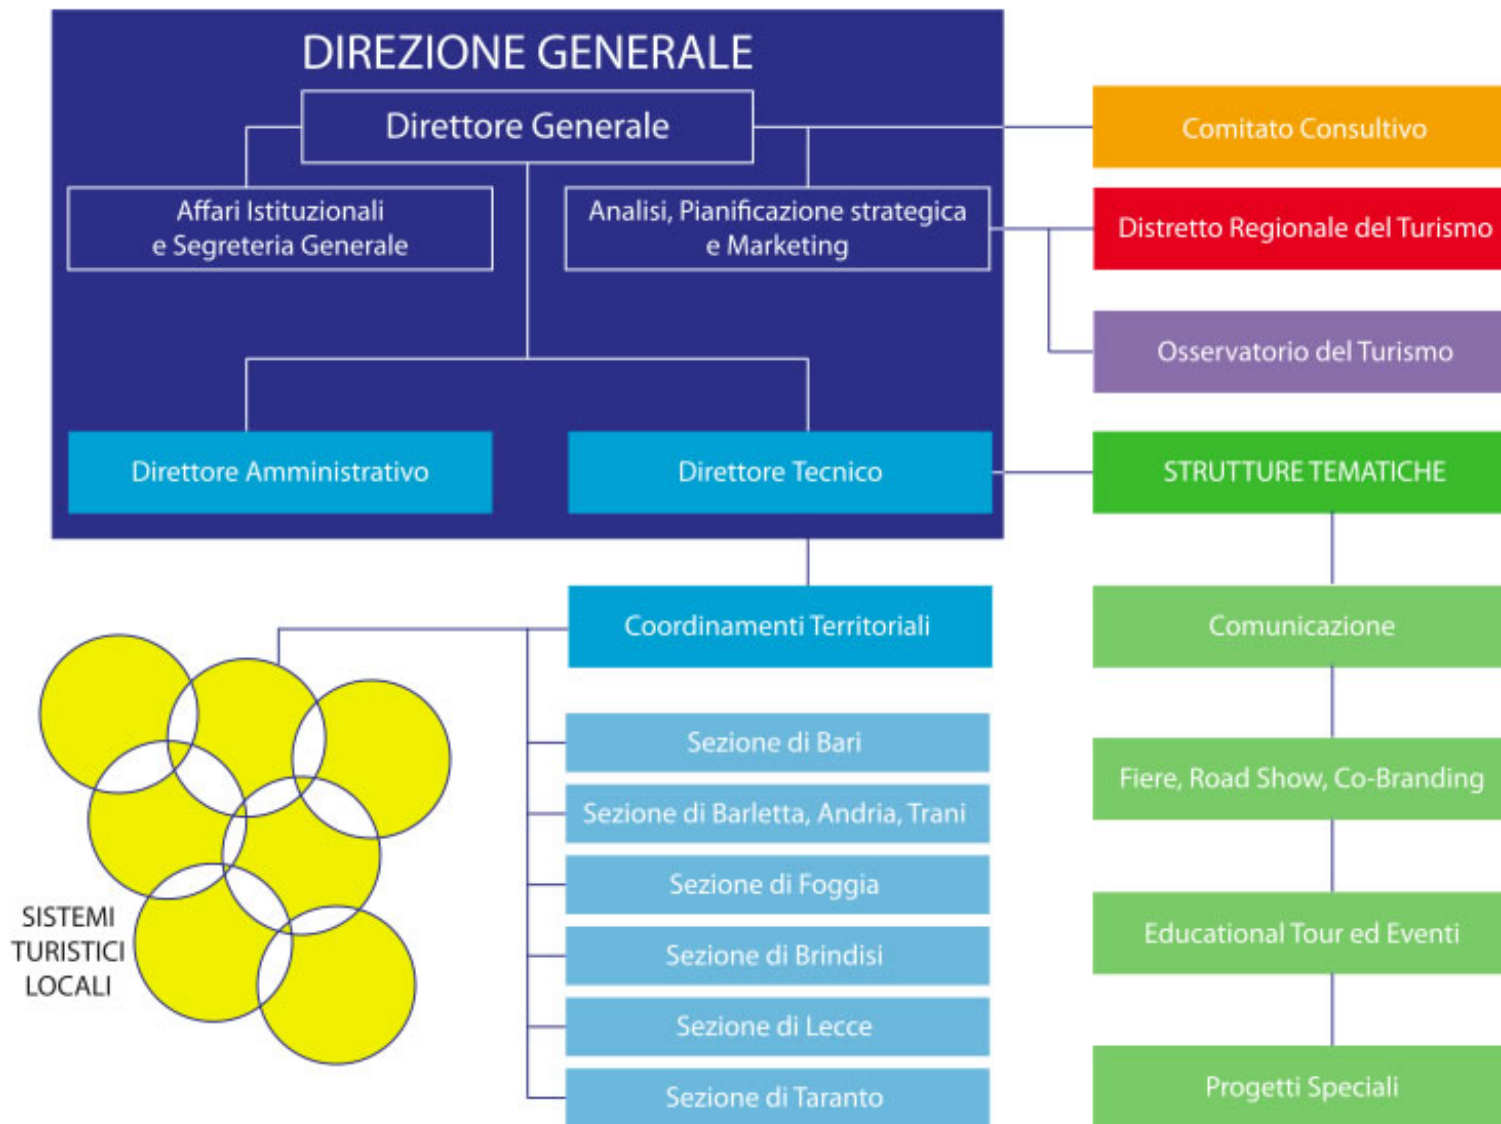 DIREZIONE GENERALE
Direttore Generale
Affari Istituzionali
e Segreteria Generale
Analisi, Pianificazione strategica
e Marketing
Comitato Consultivo
Distretto Regionale del Turismo
Osservatorio del Turismo
Direttore Amministrativo
Direttore Tecnico
STRUTTURE TEMATICHE
Coordinamenti Territoriali
Sezione di Bari
Sezione di Barletta, Andria, Trani
Sezione di Foggia
Sezione di Brindisi
Sezione di Lecce
Sezione di Taranto
Comunicazione
Fiere, Road Show, Co-Branding
Educational Tour ed Eventi
Progetti Speciali
SISTEMI
TURISTICI
LOCALI